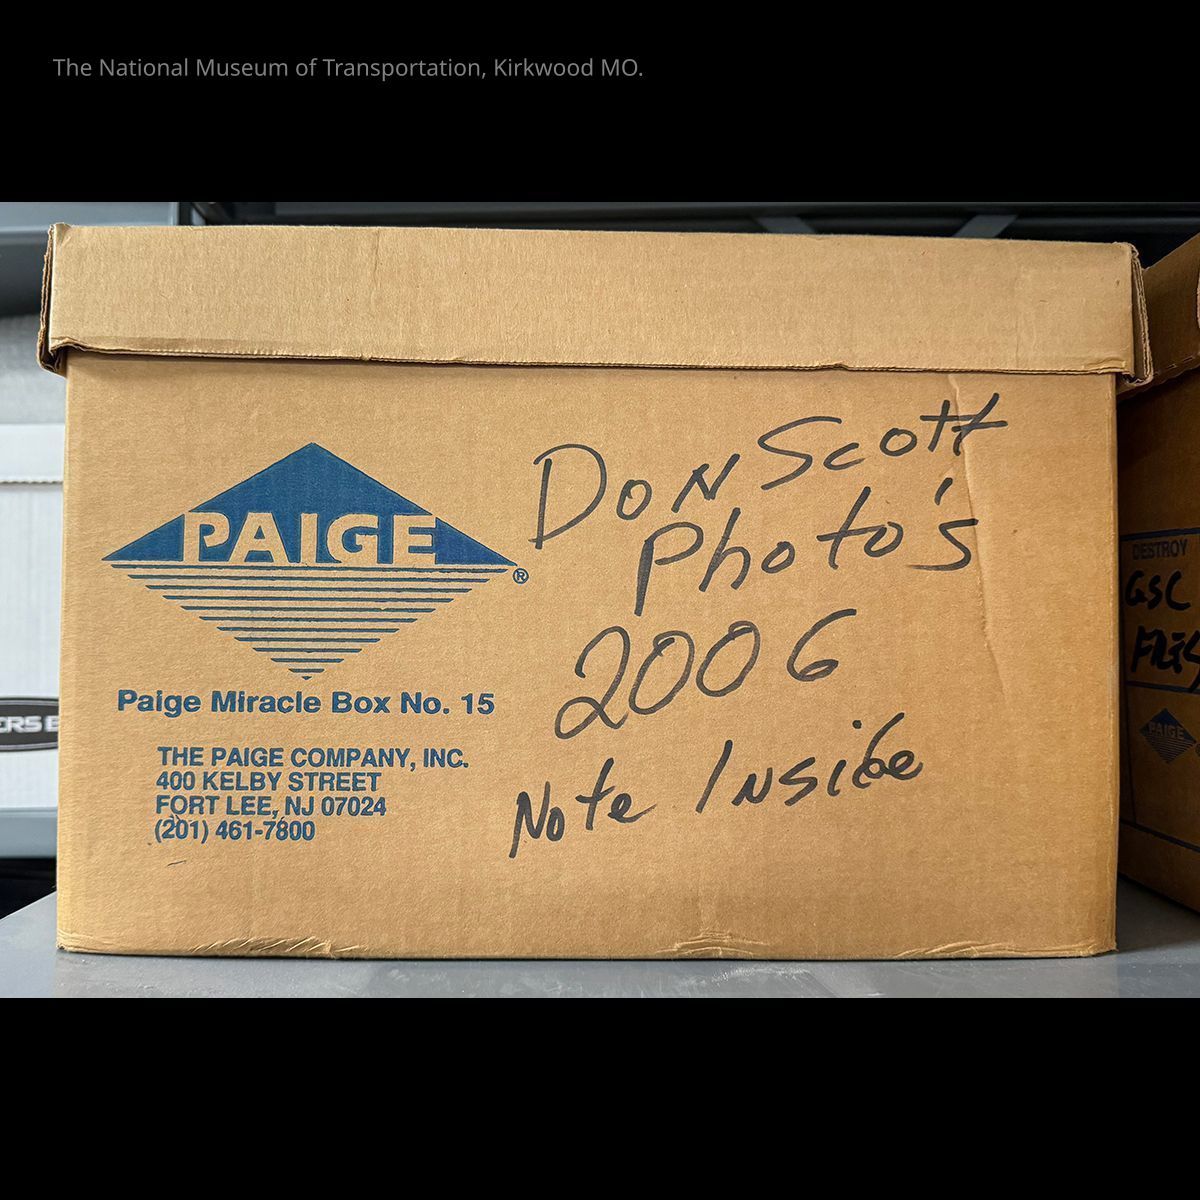 The National Museum of Transportation, Kirkwood MO.
PAIGE®
Paige Miracle Box No. 15
THE PAIGE COMPANY, INC.
400 KELBY STREET
FORT LEE, NJ 07024
(201) 461-7800
Don Scott
Photo's
2006
Note Inside
DESTROY
GSC
PAIGE